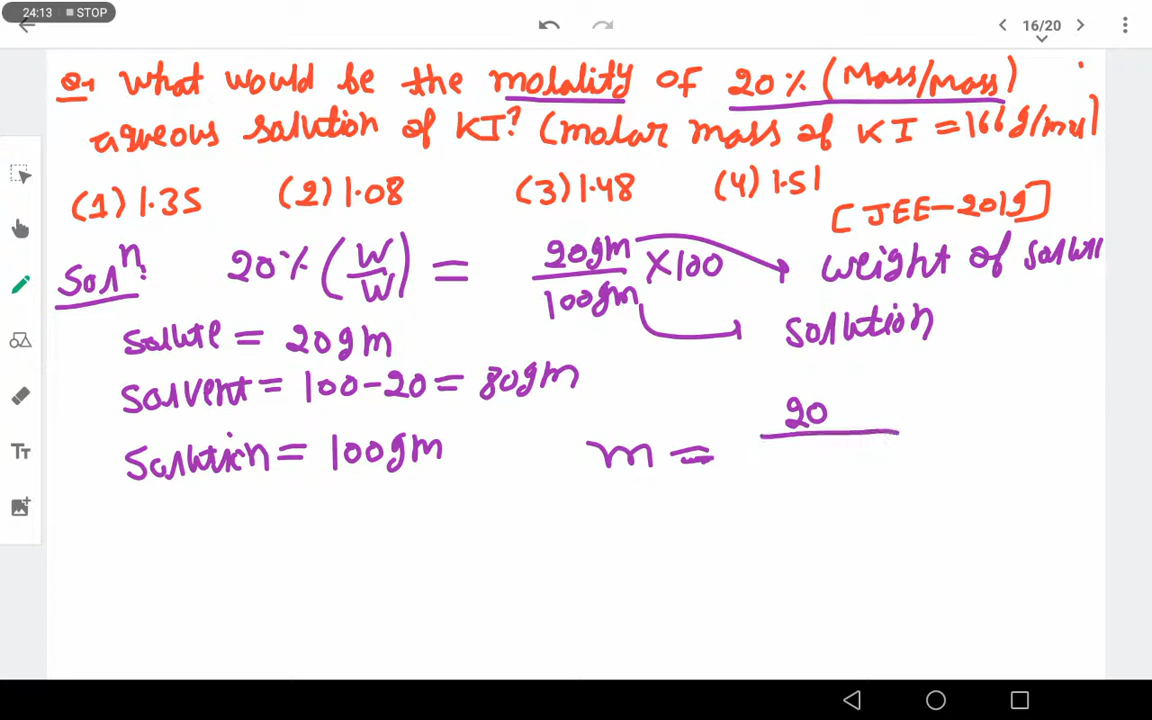 24:13 STOP
16/20
Q1 What would be the molality of 20% (Mass/mass)
aqueous solution of KI? (molar mass of KI = 166 g/mol)
(1) 1.35 (2) 1.08 (3) 1.48 (4) 1.51
[JEE-2019]
Solⁿ: 20% (W/W) = 20gm/100gm ×100 weight of solute
solution
Solute = 20gm
Solvent = 100-20 = 80gm
Solution = 100gm
m = 20
TT